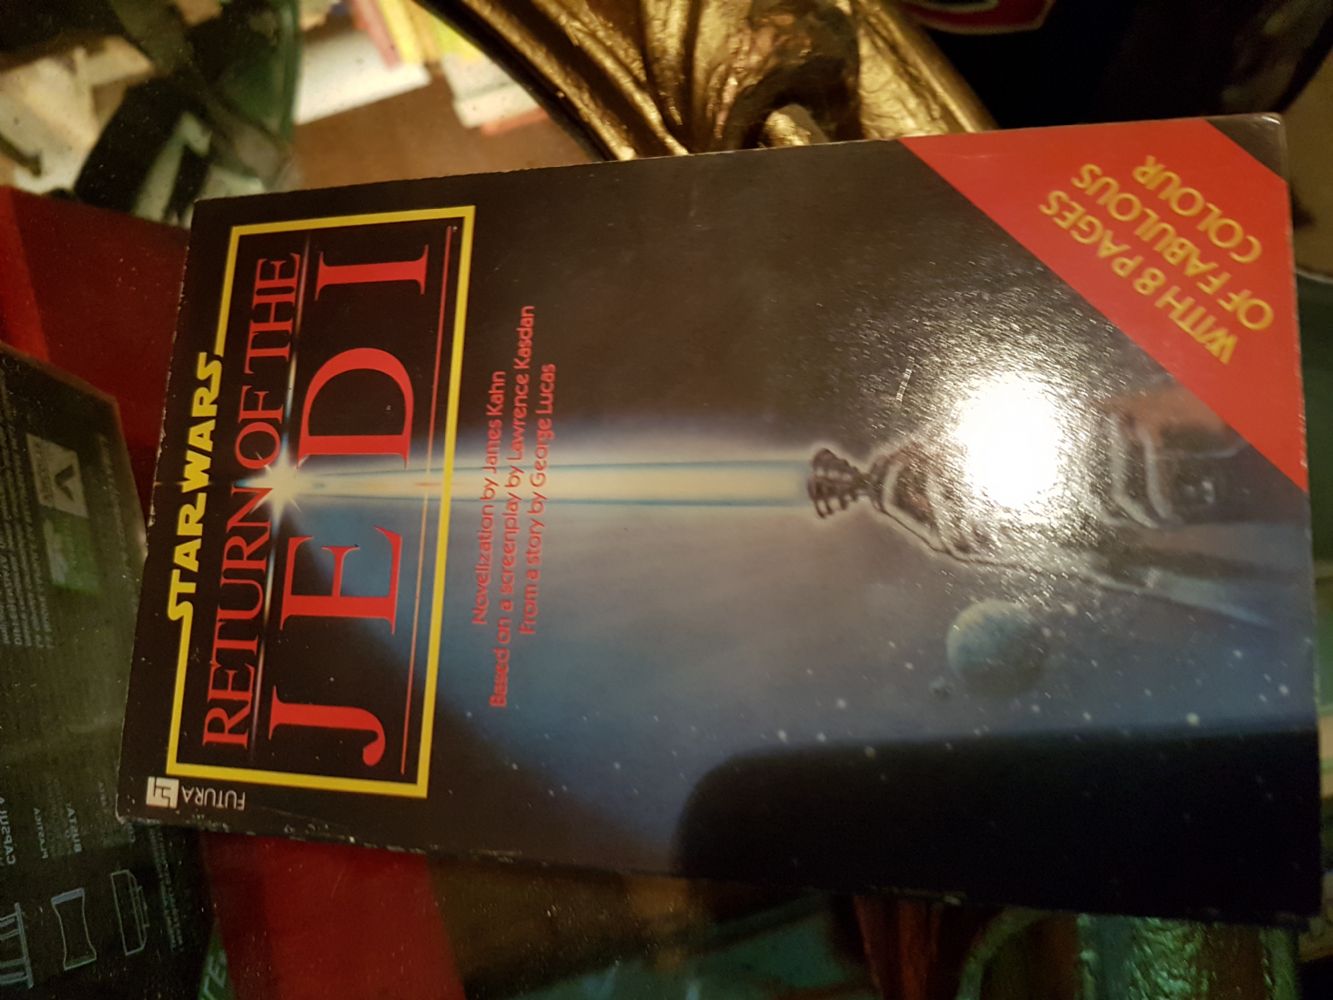 FUTURA
STAR WARS
RETURN OF THE
JEDI
Novelization by James Kahn
Based on a screenplay by Lawrence Kasdan
From a story by George Lucas
WITH 8 PAGES
OF FABULOUS
COLOUR